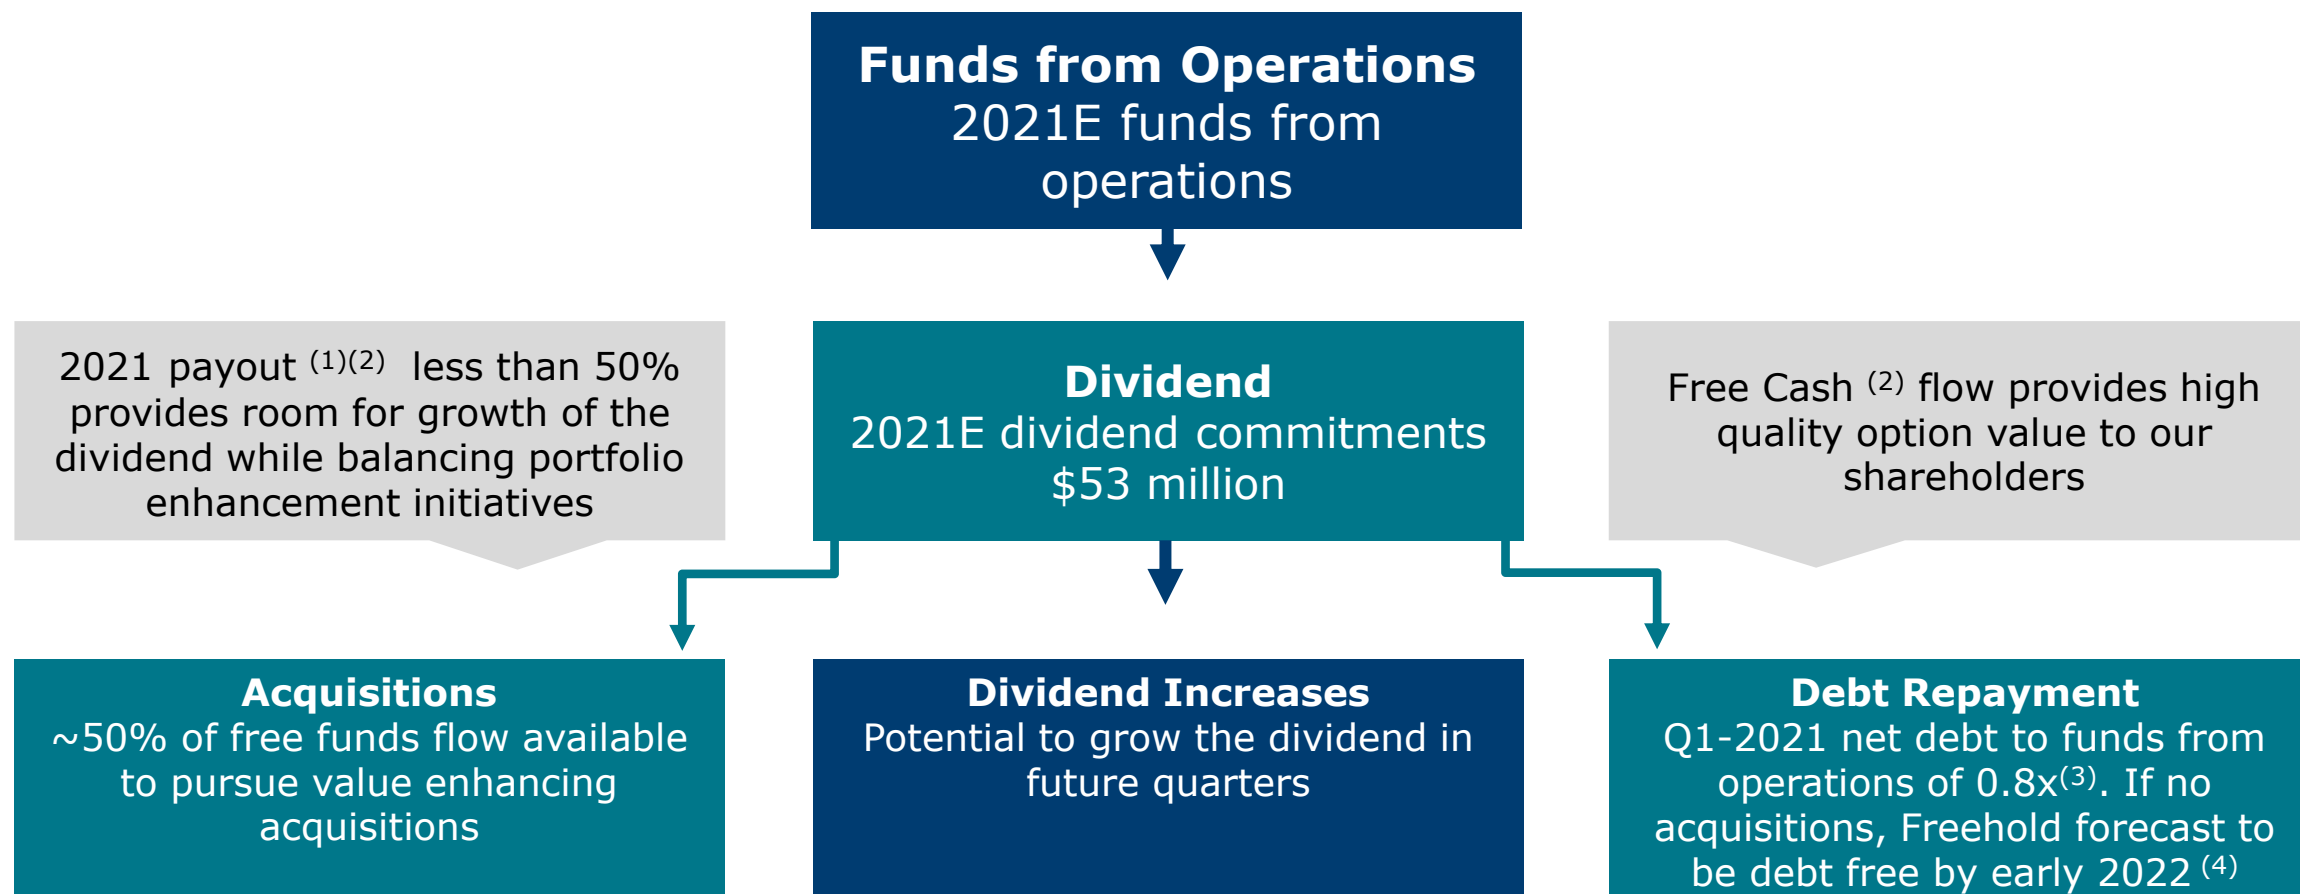 Funds from Operations
2021E funds from
operations
2021 payout (1)(2) less than 50%
provides room for growth of the
dividend while balancing portfolio
enhancement initiatives
Dividend
2021E dividend commitments
$53 million
Free Cash (2) flow provides high
quality option value to our
shareholders
Acquisitions
~50% of free funds flow available
to pursue value enhancing
acquisitions
Dividend Increases
Potential to grow the dividend in
future quarters
Debt Repayment
Q1-2021 net debt to funds from
operations of 0.8x(3). If no
acquisitions, Freehold forecast to
be debt free by early 2022 (4)